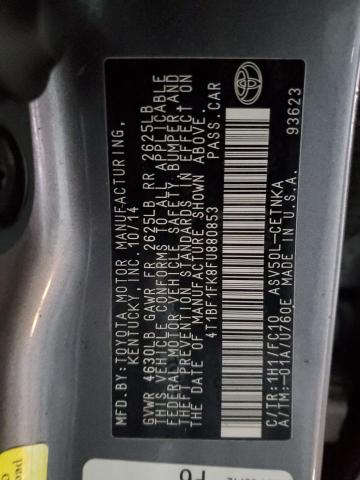 MFD.BY: TOYOTA MOTOR MANUFACTURING,
KENTUCKY, INC. 10/14
GVWR 4630LB GAWR FR 2625LB RR 2625LB
THIS VEHICLE CONFORMS TO ALL APPLICABLE
FEDERAL MOTOR VEHICLE SAFETY, BUMPER, AND
THEFT PREVENTION STANDARDS IN EFFECT ON
THE DATE OF MANUFACTURE SHOWN ABOVE.
4T1BF1FK8FU880853 PASS.CAR
C/TR: 1H1/FC10 ASV50L-CETNKA
A/TM: -01A/U760E MADE IN U.S.A.
93623